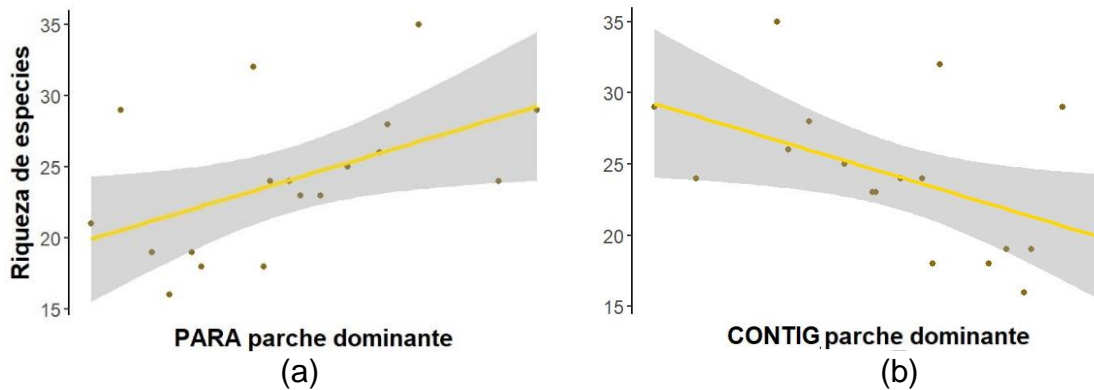 Riqueza de especies
35
30
25
20
15
PARA parche dominante
(a)
35
30
25
20
15
CONTIG parche dominante
(b)